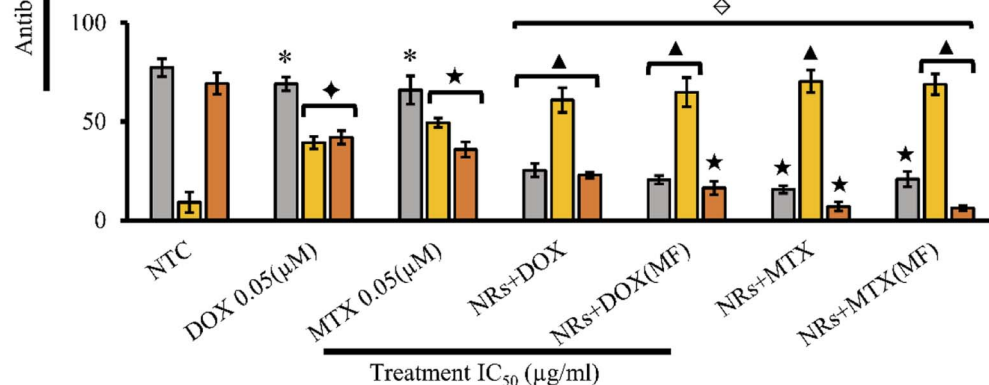 Antib
100
50
0
* * 
NTC
DOX 0.05(µM)
MTX 0.05(µM)
NRs+DOX
NRs+DOX(MF)
NRs+MTX
NRs+MTX(MF)
Treatment IC₅₀ (µg/ml)